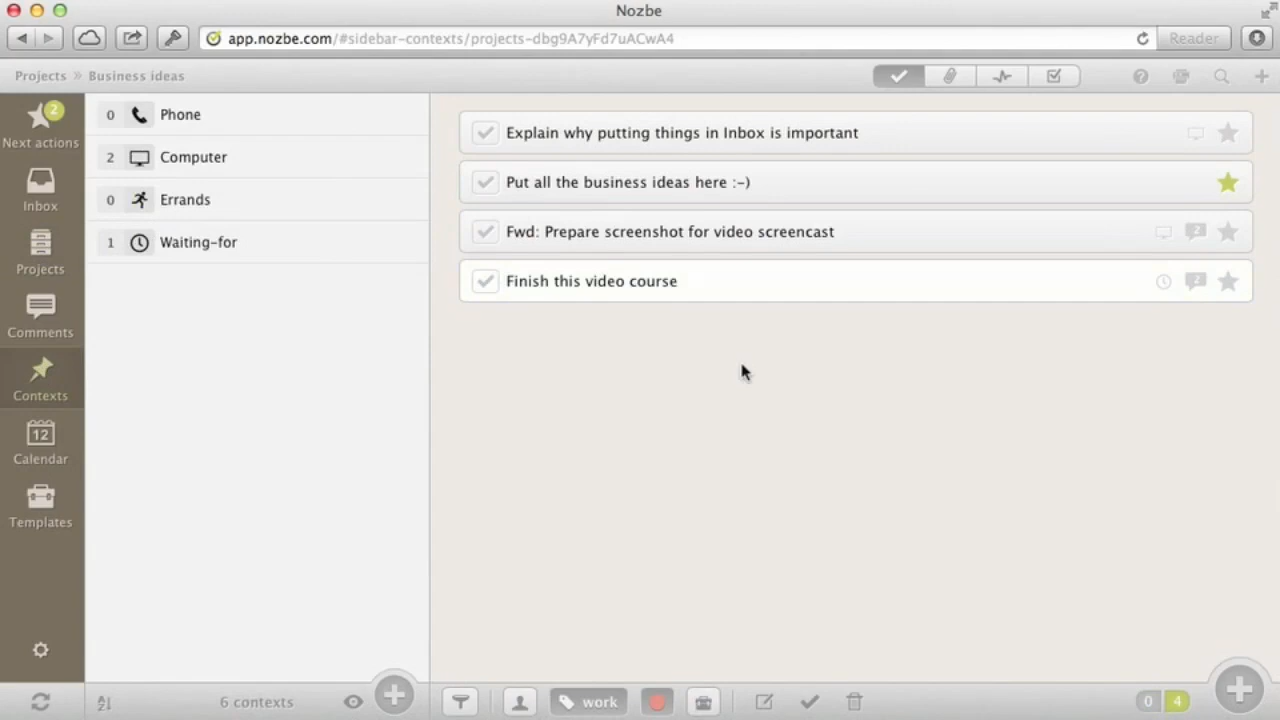 Nozbe
app.nozbe.com/#sidebar-contexts/projects-dbg9A7yFd7uACwA4
Reader
Projects » Business ideas
2
Next actions
Inbox
Projects
Comments
Contexts
12
Calendar
Templates
0 Phone
2 Computer
0 Errands
1 Waiting-for
Explain why putting things in Inbox is important
Put all the business ideas here :-)
Fwd: Prepare screenshot for video screencast
2
Finish this video course
2
6 contexts
work
0 4